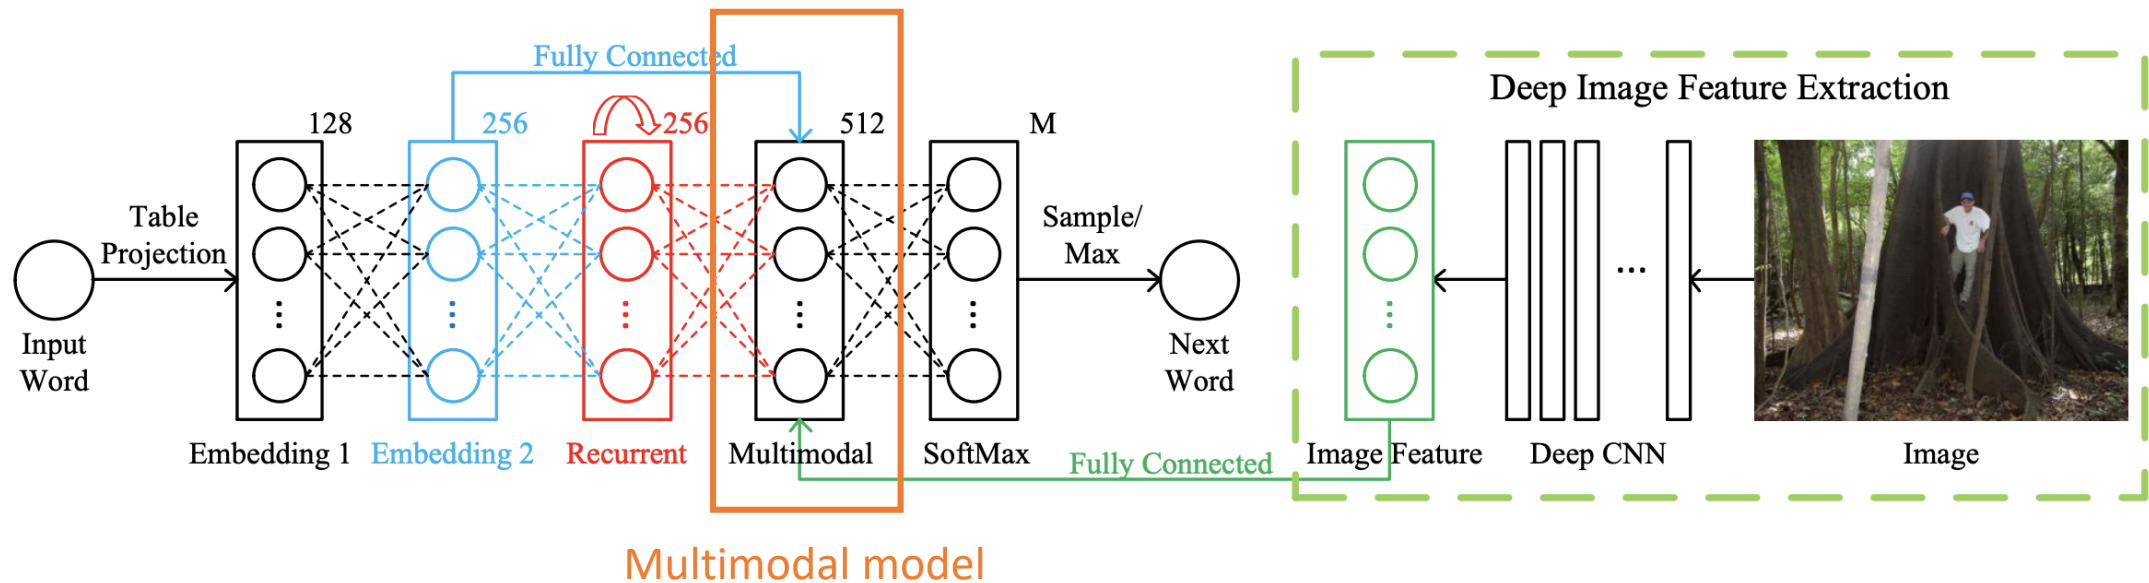 Fully Connected
Deep Image Feature Extraction
128
256
256
512
M
Table
Projection
Sample/
Max
...
Input
Word
Next
Word
Embedding 1
Embedding 2
Recurrent
Multimodal
SoftMax
Fully Connected
Image Feature
Deep CNN
Image
Multimodal model